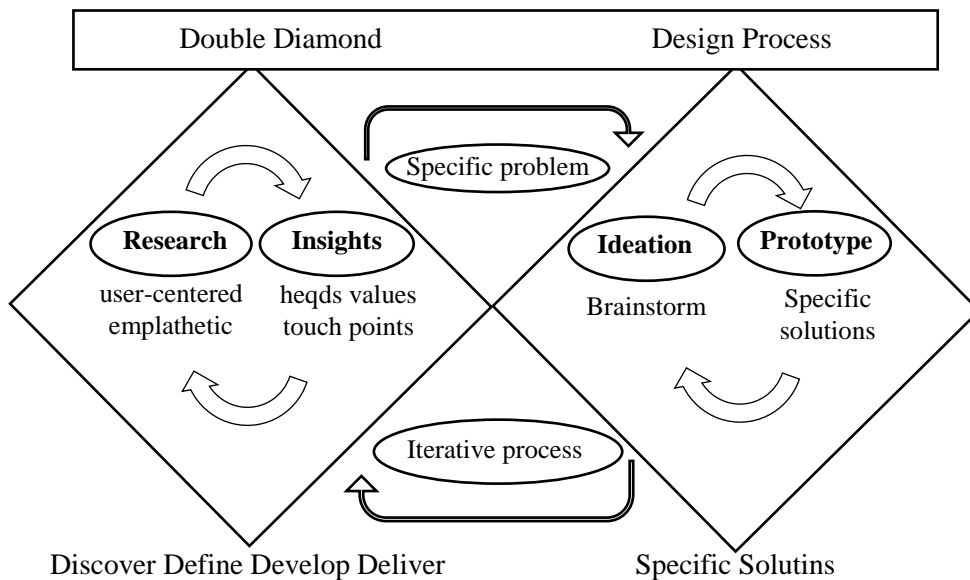 Double Diamond
Design Process
Specific problem
Research
Insights
user-centered
emplathetic
heqds values
touch points
Ideation
Prototype
Brainstorm
Specific
solutions
Iterative process
Discover Define Develop Deliver
Specific Solutins